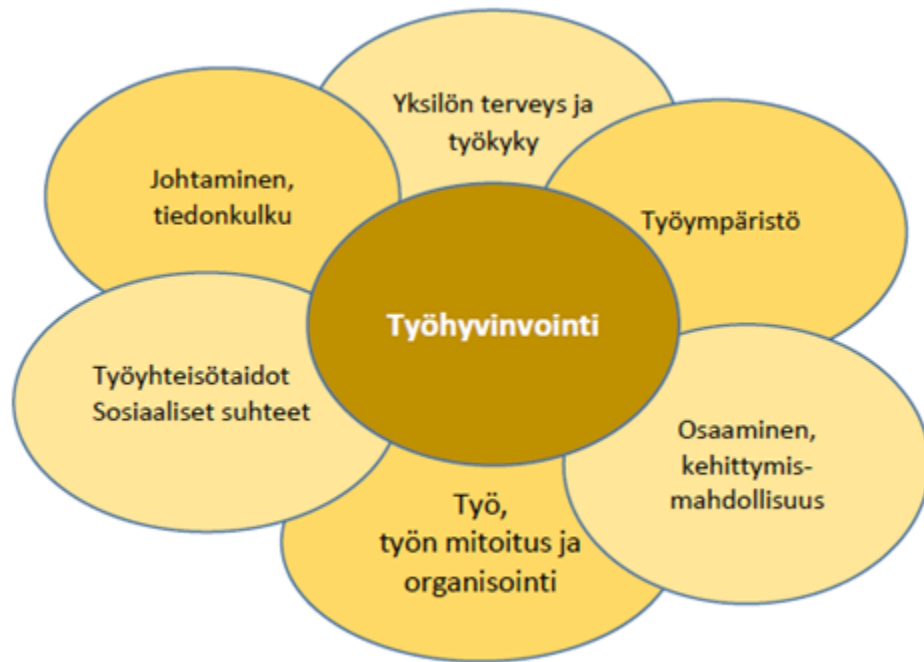 Yksilön terveys ja
työkyky
Johtaminen,
tiedonkulku
Työympäristö
Työhyvinvointi
Työyhteisötaidot
Sosiaaliset suhteet
Osaaminen,
kehittymis-
mahdollisuus
Työ,
työn mitoitus ja
organisointi